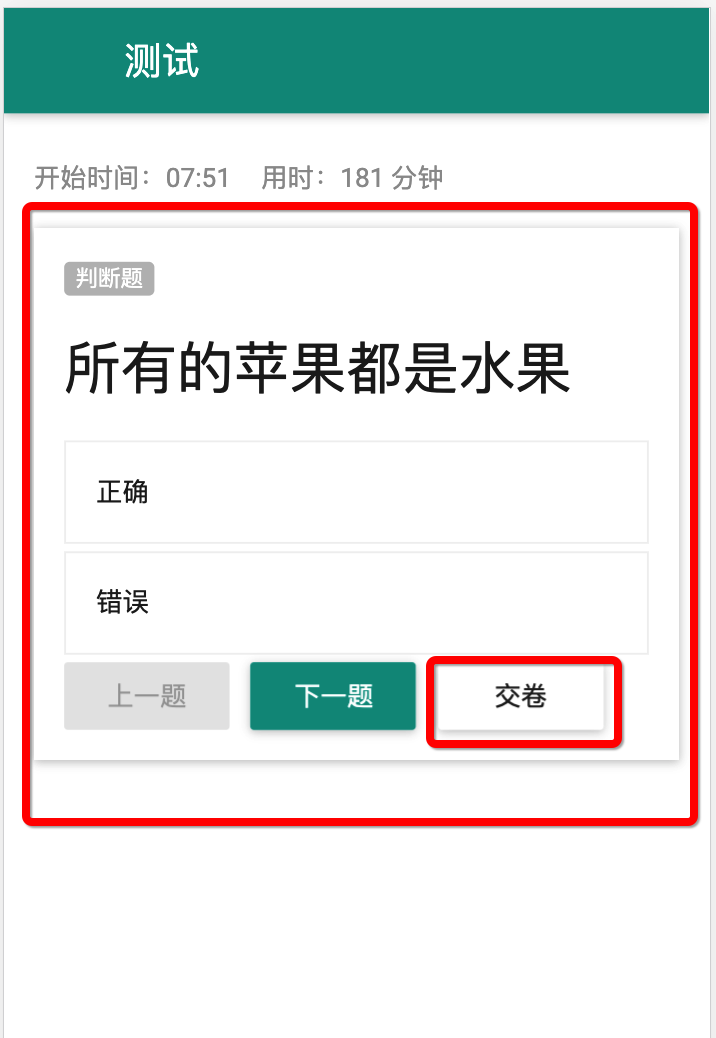 测试
开始时间：07:51 用时：181 分钟
判断题
所有的苹果都是水果
正确
错误
上一题 下一题 交卷